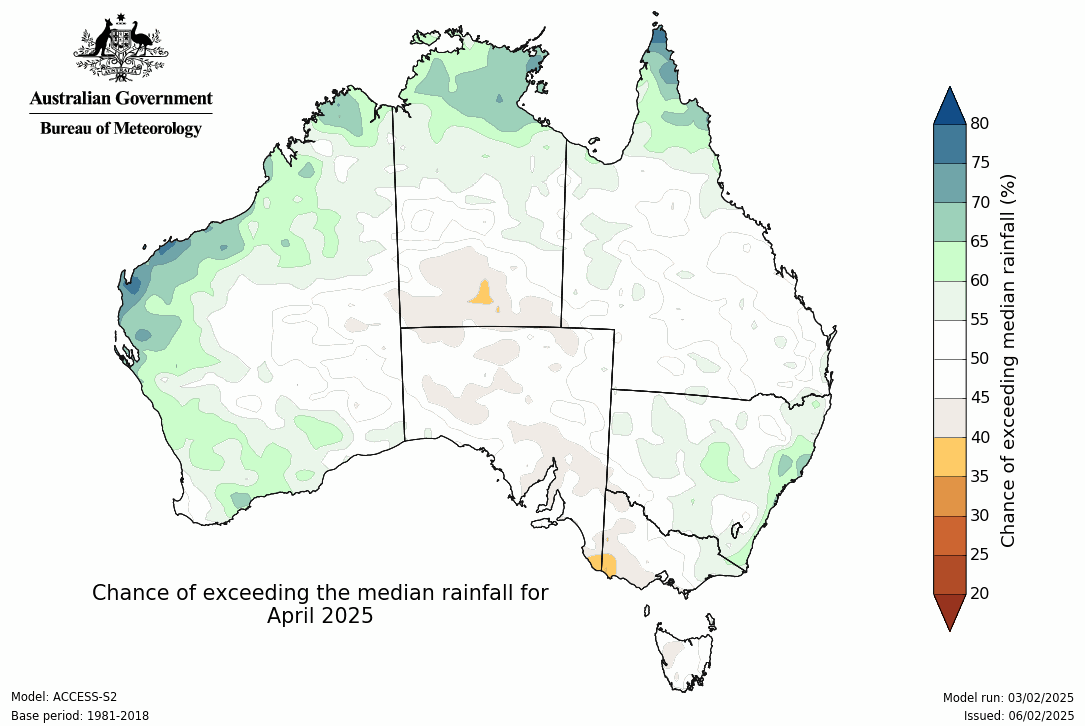 Australian Government
Bureau of Meteorology
80
75
70
65
60
55
50
45
40
35
30
25
20
Chance of exceeding median rainfall (%)
Chance of exceeding the median rainfall for
April 2025
Model: ACCESS-S2
Base period: 1981-2018
Model run: 03/02/2025
Issued: 06/02/2025